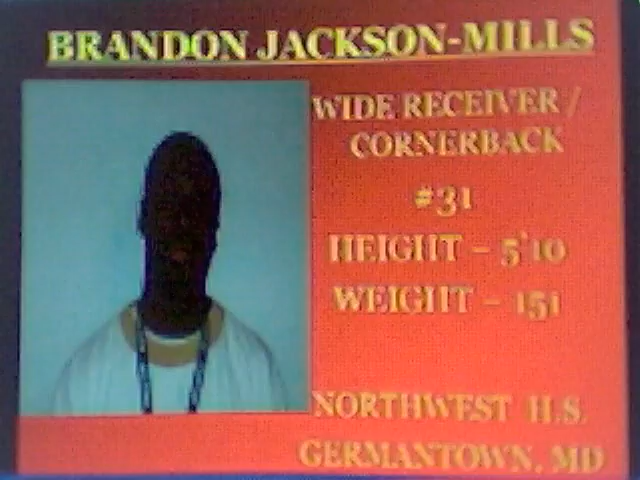 BRANDON JACKSON-MILLS
WIDE RECEIVER /
CORNERBACK
#31
HEIGHT - 5'10
WEIGHT - 151
NORTHWEST H.S.
GERMANTOWN, MD